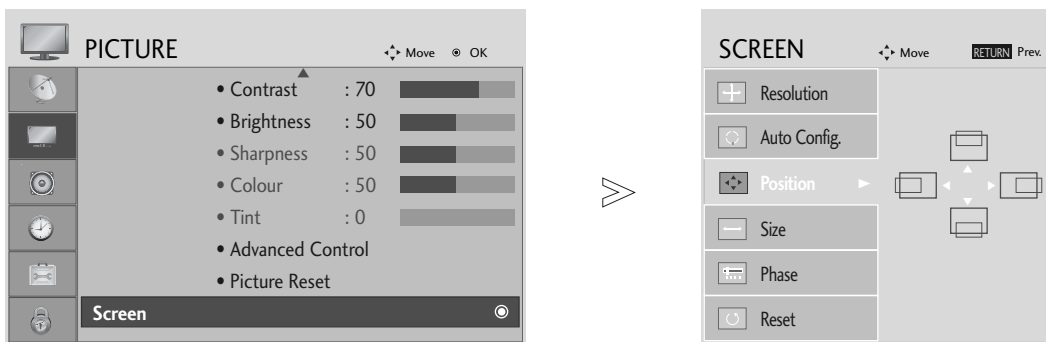 PICTURE
Move OK
• Contrast : 70
• Brightness : 50
• Sharpness : 50
• Colour : 50
• Tint : 0
• Advanced Control
• Picture Reset
Screen
SCREEN
Move RETURN Prev.
Resolution
Auto Config.
Position
Size
Phase
Reset